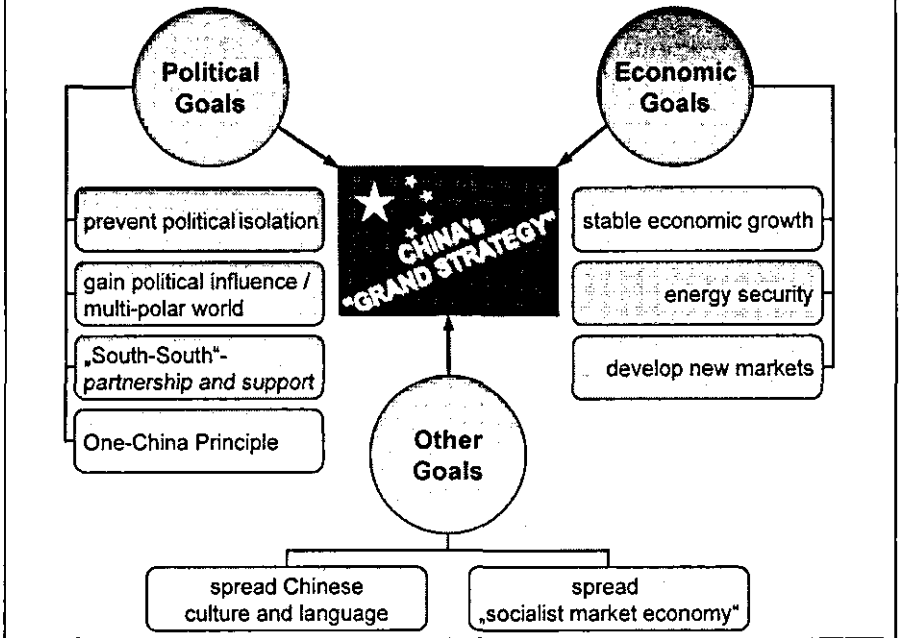 Political
Goals
Economic
Goals
CHINA's
"GRAND STRATEGY"
prevent political isolation
gain political influence /
multi-polar world
„South-South“-
partnership and support
One-China Principle
stable economic growth
energy security
develop new markets
Other
Goals
spread Chinese
culture and language
spread
„socialist market economy“